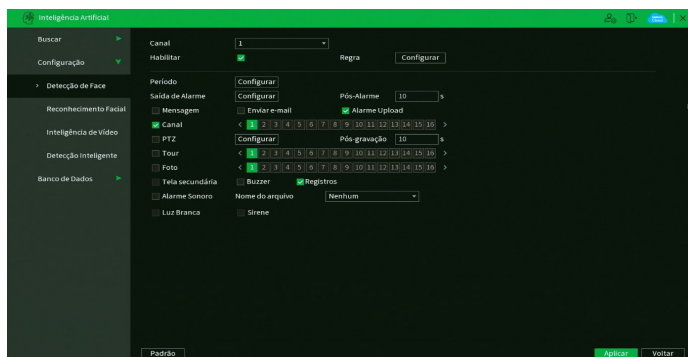 Inteligência Artificial
Buscar
Configuração
Detecção de Face
Reconhecimento Facial
Inteligência de Vídeo
Detecção Inteligente
Banco de Dados
Canal 1
Habilitar Regra Configurar
Período Configurar
Saída de Alarme Configurar Pós-Alarme 10 s
Mensagem Enviar e-mail Alarme Upload
Canal < 1 2 3 4 5 6 7 8 9 10 11 12 13 14 15 16 >
PTZ Configurar Pós-gravação 10 s
Tour < 1 2 3 4 5 6 7 8 9 10 11 12 13 14 15 16 >
Foto < 1 2 3 4 5 6 7 8 9 10 11 12 13 14 15 16 >
Tela secundária Buzzer Registros
Alarme Sonoro Nome do arquivo Nenhum
Luz Branca Sirene
Padrão Aplicar Voltar